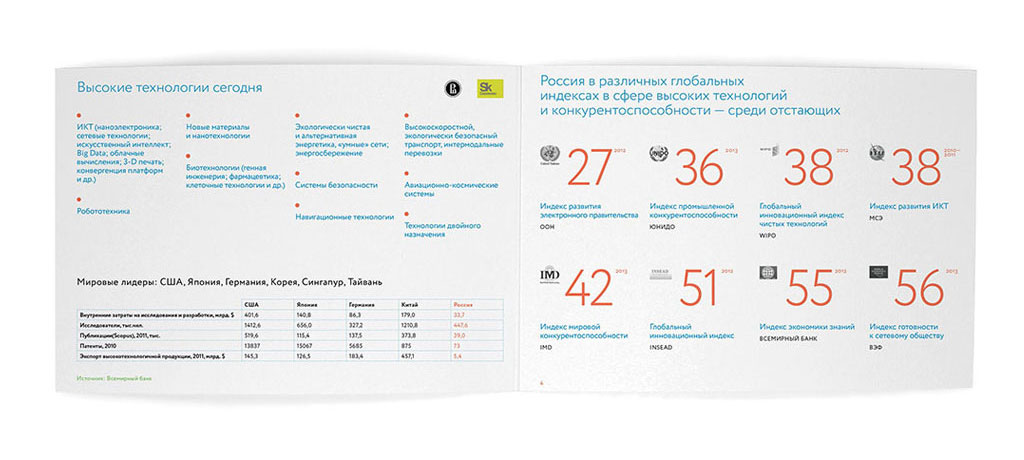 Высокие технологии сегодня
Sk
ИКТ (наноэлектроника;
сетевые технологии;
искусственный интеллект;
Big Data; облачные
вычисления; 3-D печать;
конвергенция платформ
и др.)
Робототехника
Новые материалы
и нанотехнологии
Биотехнологии (генная
инженерия; фармацевтика;
клеточные технологии и др.)
Экологически чистая
и альтернативная
энергетика, «умные» сети;
энергосбережение
Системы безопасности
Навигационные технологии
Высокоскоростной,
экологически безопасный
транспорт, интермодальные
перевозки
Авиационно-космические
системы
Технологии двойного
назначения
Мировые лидеры: США, Япония, Германия, Корея, Сингапур, Тайвань
США Япония Германия Китай Россия
Внутренние затраты на исследования и разработки, млрд. $ 401,6 140,8 86,3 179,0 33,7
Исследователи, тыс.чел. 1412,6 656,0 327,2 1210,8 447,6
Публикации(Scopus), 2011, тыс. 519,6 115,4 137,5 373,8 39,0
Патенты, 2010 13837 15067 5685 875 73
Экспорт высокотехнологичной продукции, 2011, млрд. $ 145,3 126,5 183,4 457,1 5,4
Источник: Всемирный банк
Россия в различных глобальных
индексах в сфере высоких технологий
и конкурентоспособности — среди отстающих
27 2012
Индекс развития
электронного правительства
ООН
36 2013
Индекс промышленной
конкурентоспособности
ЮНИДО
WIPO
38 2012
Глобальный
инновационный индекс
чистых технологий
WIPO
38 2010—
2011
Индекс развития ИКТ
МСЭ
IMD
42 2013
Индекс мировой
конкурентоспособности
IMD
INSEAD
51 2012
Глобальный
инновационный индекс
INSEAD
55 2012
Индекс экономики знаний
ВСЕМИРНЫЙ БАНК
56 2013
Индекс готовности
к сетевому обществу
ВЭФ
6